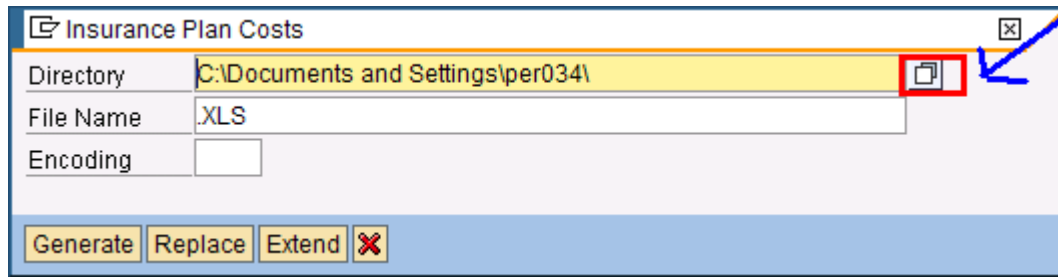 Insurance Plan Costs
Directory C:\Documents and Settings\per034\
File Name .XLS
Encoding
Generate Replace Extend